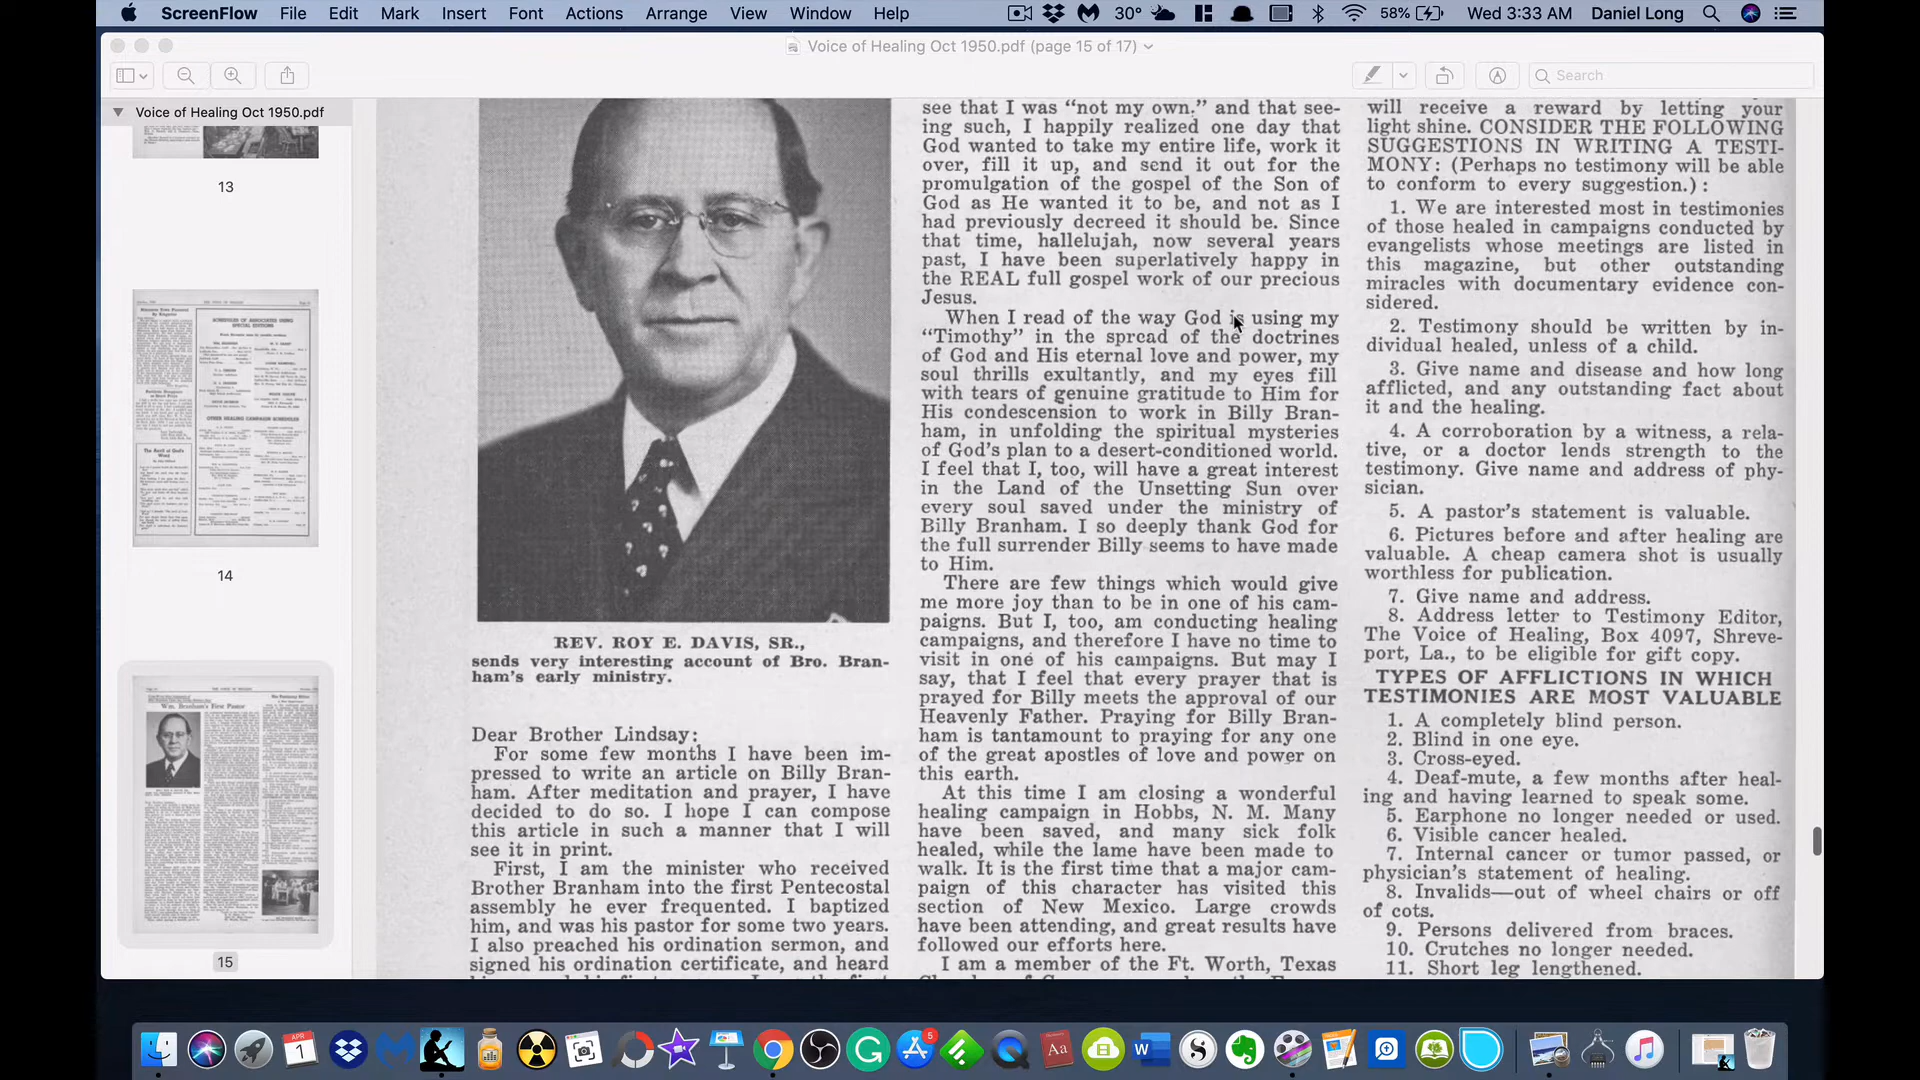 ScreenFlow File Edit Mark Insert Font Actions Arrange View Window Help 30° 58% Wed 3:33 AM Daniel Long
Voice of Healing Oct 1950.pdf (page 15 of 17)
Search
Voice of Healing Oct 1950.pdf
13
14
Wm. Branham's First Pastor
15
REV. ROY E. DAVIS, SR.,
sends very interesting account of Bro. Bran-
ham's early ministry.
Dear Brother Lindsay:
For some few months I have been im-
pressed to write an article on Billy Bran-
ham. After meditation and prayer, I have
decided to do so. I hope I can compose
this article in such a manner that I will
see it in print.
First, I am the minister who received
Brother Branham into the first Pentecostal
assembly he ever frequented. I baptized
him, and was his pastor for some two years.
I also preached his ordination sermon, and
signed his ordination certificate, and heard
see that I was "not my own." and that see-
ing such, I happily realized one day that
God wanted to take my entire life, work it
over, fill it up, and send it out for the
promulgation of the gospel of the Son of
God as He wanted it to be, and not as I
had previously decreed it should be. Since
that time, hallelujah, now several years
past, I have been superlatively happy in
the REAL full gospel work of our precious
Jesus.
When I read of the way God is using my
"Timothy" in the spread of the doctrines
of God and His eternal love and power, my
soul thrills exultantly, and my eyes fill
with tears of genuine gratitude to Him for
His condescension to work in Billy Bran-
ham, in unfolding the spiritual mysteries
of God's plan to a desert-conditioned world.
I feel that I, too, will have a great interest
in the Land of the Unsetting Sun over
every soul saved under the ministry of
Billy Branham. I so deeply thank God for
the full surrender Billy seems to have made
to Him.
There are few things which would give
me more joy than to be in one of his cam-
paigns. But I, too, am conducting healing
campaigns, and therefore I have no time to
visit in one of his campaigns. But may I
say, that I feel that every prayer that is
prayed for Billy meets the approval of our
Heavenly Father. Praying for Billy Bran-
ham is tantamount to praying for any one
of the great apostles of love and power on
this earth.
At this time I am closing a wonderful
healing campaign in Hobbs, N. M. Many
have been saved, and many sick folk
healed, while the lame have been made to
walk. It is the first time that a major cam-
paign of this character has visited this
section of New Mexico. Large crowds
have been attending, and great results have
followed our efforts here.
I am a member of the Ft. Worth, Texas
will receive a reward by letting your
light shine. CONSIDER THE FOLLOWING
SUGGESTIONS IN WRITING A TESTI-
MONY: (Perhaps no testimony will be able
to conform to every suggestion.) :
1. We are interested most in testimonies
of those healed in campaigns conducted by
evangelists whose meetings are listed in
this magazine, but other outstanding
miracles with documentary evidence con-
sidered.
2. Testimony should be written by in-
dividual healed, unless of a child.
3. Give name and disease and how long
afflicted, and any outstanding fact about
it and the healing.
4. A corroboration by a witness, a rela-
tive, or a doctor lends strength to the
testimony. Give name and address of phy-
sician.
5. A pastor's statement is valuable.
6. Pictures before and after healing are
valuable. A cheap camera shot is usually
worthless for publication.
7. Give name and address.
8. Address letter to Testimony Editor,
The Voice of Healing, Box 4097, Shreve-
port, La., to be eligible for gift copy.
TYPES OF AFFLICTIONS IN WHICH
TESTIMONIES ARE MOST VALUABLE
1. A completely blind person.
2. Blind in one eye.
3. Cross-eyed.
4. Deaf-mute, a few months after heal-
ing and having learned to speak some.
5. Earphone no longer needed or used.
6. Visible cancer healed.
7. Internal cancer or tumor passed, or
physician's statement of healing.
8. Invalids—out of wheel chairs or off
of cots.
9. Persons delivered from braces.
10. Crutches no longer needed.
11. Short leg lengthened.
APR
1
5
Aa
W